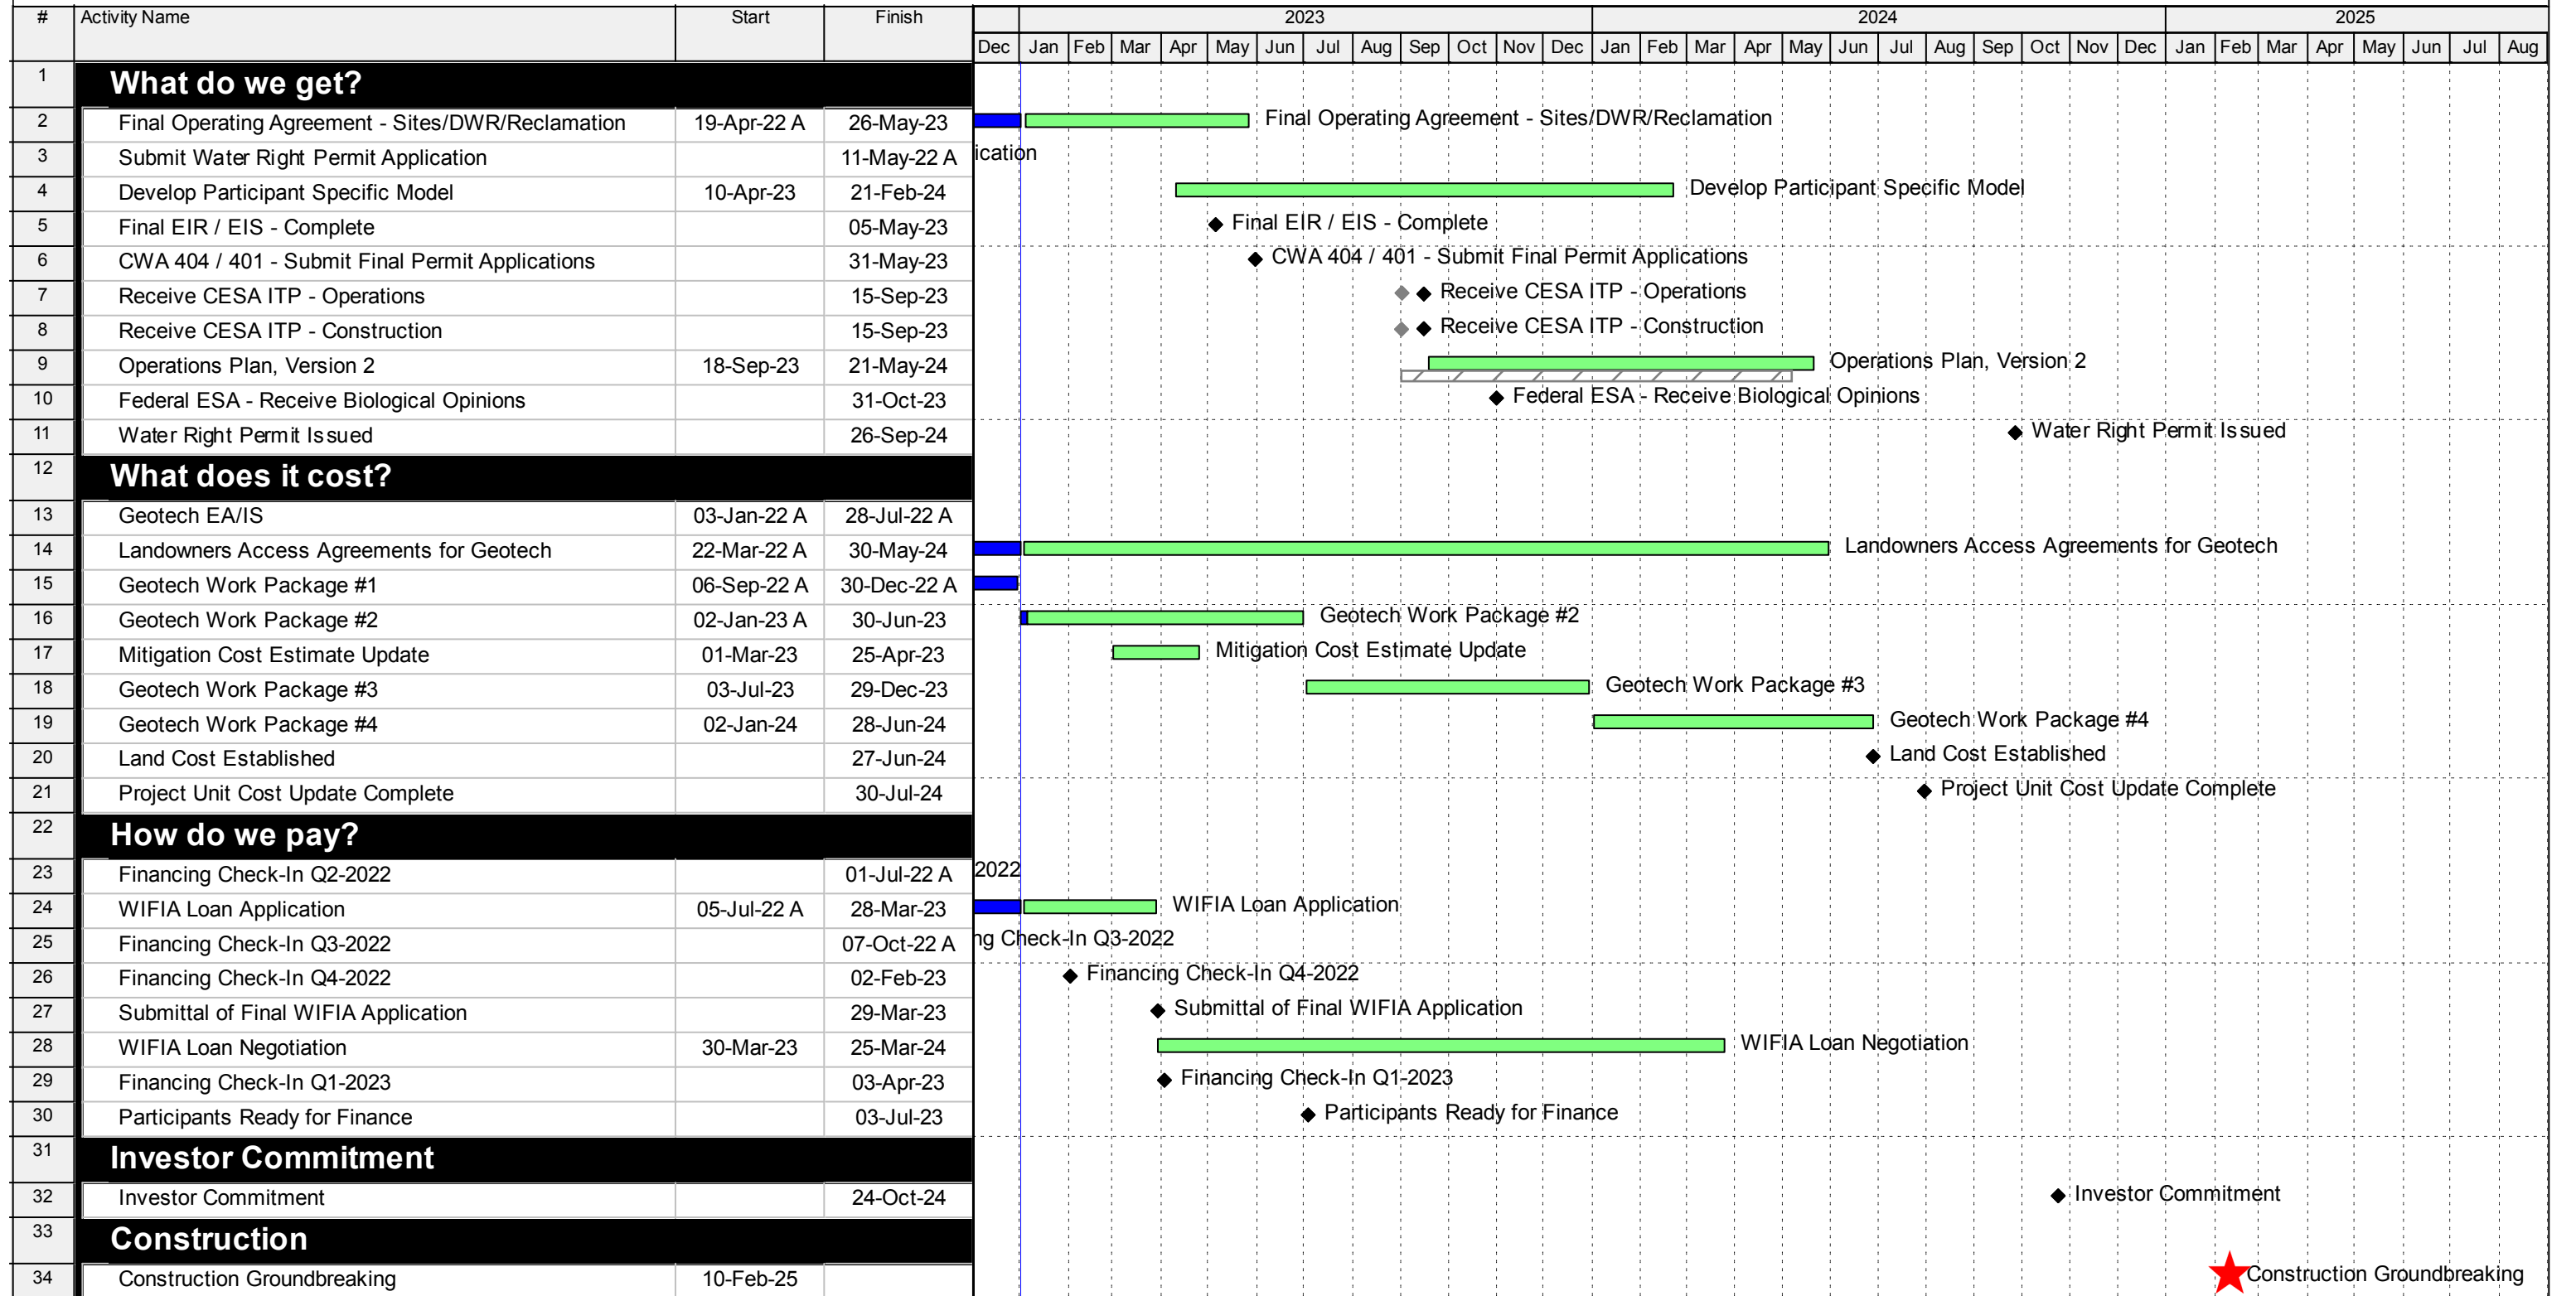 # Activity Name Start Finish 2023 2024 2025
Dec Jan Feb Mar Apr May Jun Jul Aug Sep Oct Nov Dec Jan Feb Mar Apr May Jun Jul Aug Sep Oct Nov Dec Jan Feb Mar Apr May Jun Jul Aug
1 What do we get?
2 Final Operating Agreement - Sites/DWR/Reclamation 19-Apr-22 A 26-May-23 Final Operating Agreement - Sites/DWR/Reclamation
3 Submit Water Right Permit Application 11-May-22 A ication
4 Develop Participant Specific Model 10-Apr-23 21-Feb-24 Develop Participant Specific Model
5 Final EIR / EIS - Complete 05-May-23 Final EIR / EIS - Complete
6 CWA 404 / 401 - Submit Final Permit Applications 31-May-23 CWA 404 / 401 - Submit Final Permit Applications
7 Receive CESA ITP - Operations 15-Sep-23 Receive CESA ITP - Operations
8 Receive CESA ITP - Construction 15-Sep-23 Receive CESA ITP - Construction
9 Operations Plan, Version 2 18-Sep-23 21-May-24 Operations Plan, Version 2
10 Federal ESA - Receive Biological Opinions 31-Oct-23 Federal ESA - Receive Biological Opinions
11 Water Right Permit Issued 26-Sep-24 Water Right Permit Issued
12 What does it cost?
13 Geotech EA/IS 03-Jan-22 A 28-Jul-22 A
14 Landowners Access Agreements for Geotech 22-Mar-22 A 30-May-24 Landowners Access Agreements for Geotech
15 Geotech Work Package #1 06-Sep-22 A 30-Dec-22 A
16 Geotech Work Package #2 02-Jan-23 A 30-Jun-23 Geotech Work Package #2
17 Mitigation Cost Estimate Update 01-Mar-23 25-Apr-23 Mitigation Cost Estimate Update
18 Geotech Work Package #3 03-Jul-23 29-Dec-23 Geotech Work Package #3
19 Geotech Work Package #4 02-Jan-24 28-Jun-24 Geotech Work Package #4
20 Land Cost Established 27-Jun-24 Land Cost Established
21 Project Unit Cost Update Complete 30-Jul-24 Project Unit Cost Update Complete
22 How do we pay?
23 Financing Check-In Q2-2022 01-Jul-22 A 2022
24 WIFIA Loan Application 05-Jul-22 A 28-Mar-23 WIFIA Loan Application
25 Financing Check-In Q3-2022 07-Oct-22 A ng Check-In Q3-2022
26 Financing Check-In Q4-2022 02-Feb-23 Financing Check-In Q4-2022
27 Submittal of Final WIFIA Application 29-Mar-23 Submittal of Final WIFIA Application
28 WIFIA Loan Negotiation 30-Mar-23 25-Mar-24 WIFIA Loan Negotiation
29 Financing Check-In Q1-2023 03-Apr-23 Financing Check-In Q1-2023
30 Participants Ready for Finance 03-Jul-23 Participants Ready for Finance
31 Investor Commitment
32 Investor Commitment 24-Oct-24 Investor Commitment
33 Construction
34 Construction Groundbreaking 10-Feb-25 Construction Groundbreaking